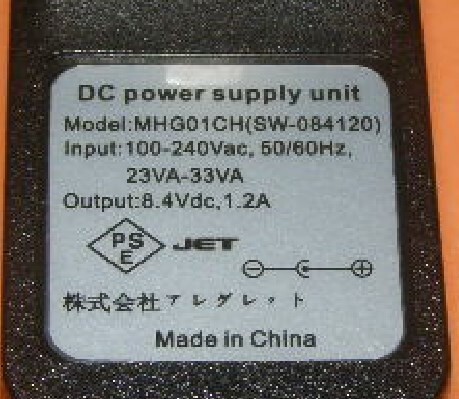 DC power supply unit
Model:MHG01CH(SW-084120)
Input:100-240Vac, 50/60Hz,
23VA-33VA
Output:8.4Vdc,1.2A
PS
E
JET
株式会社アレグレット
Made in China